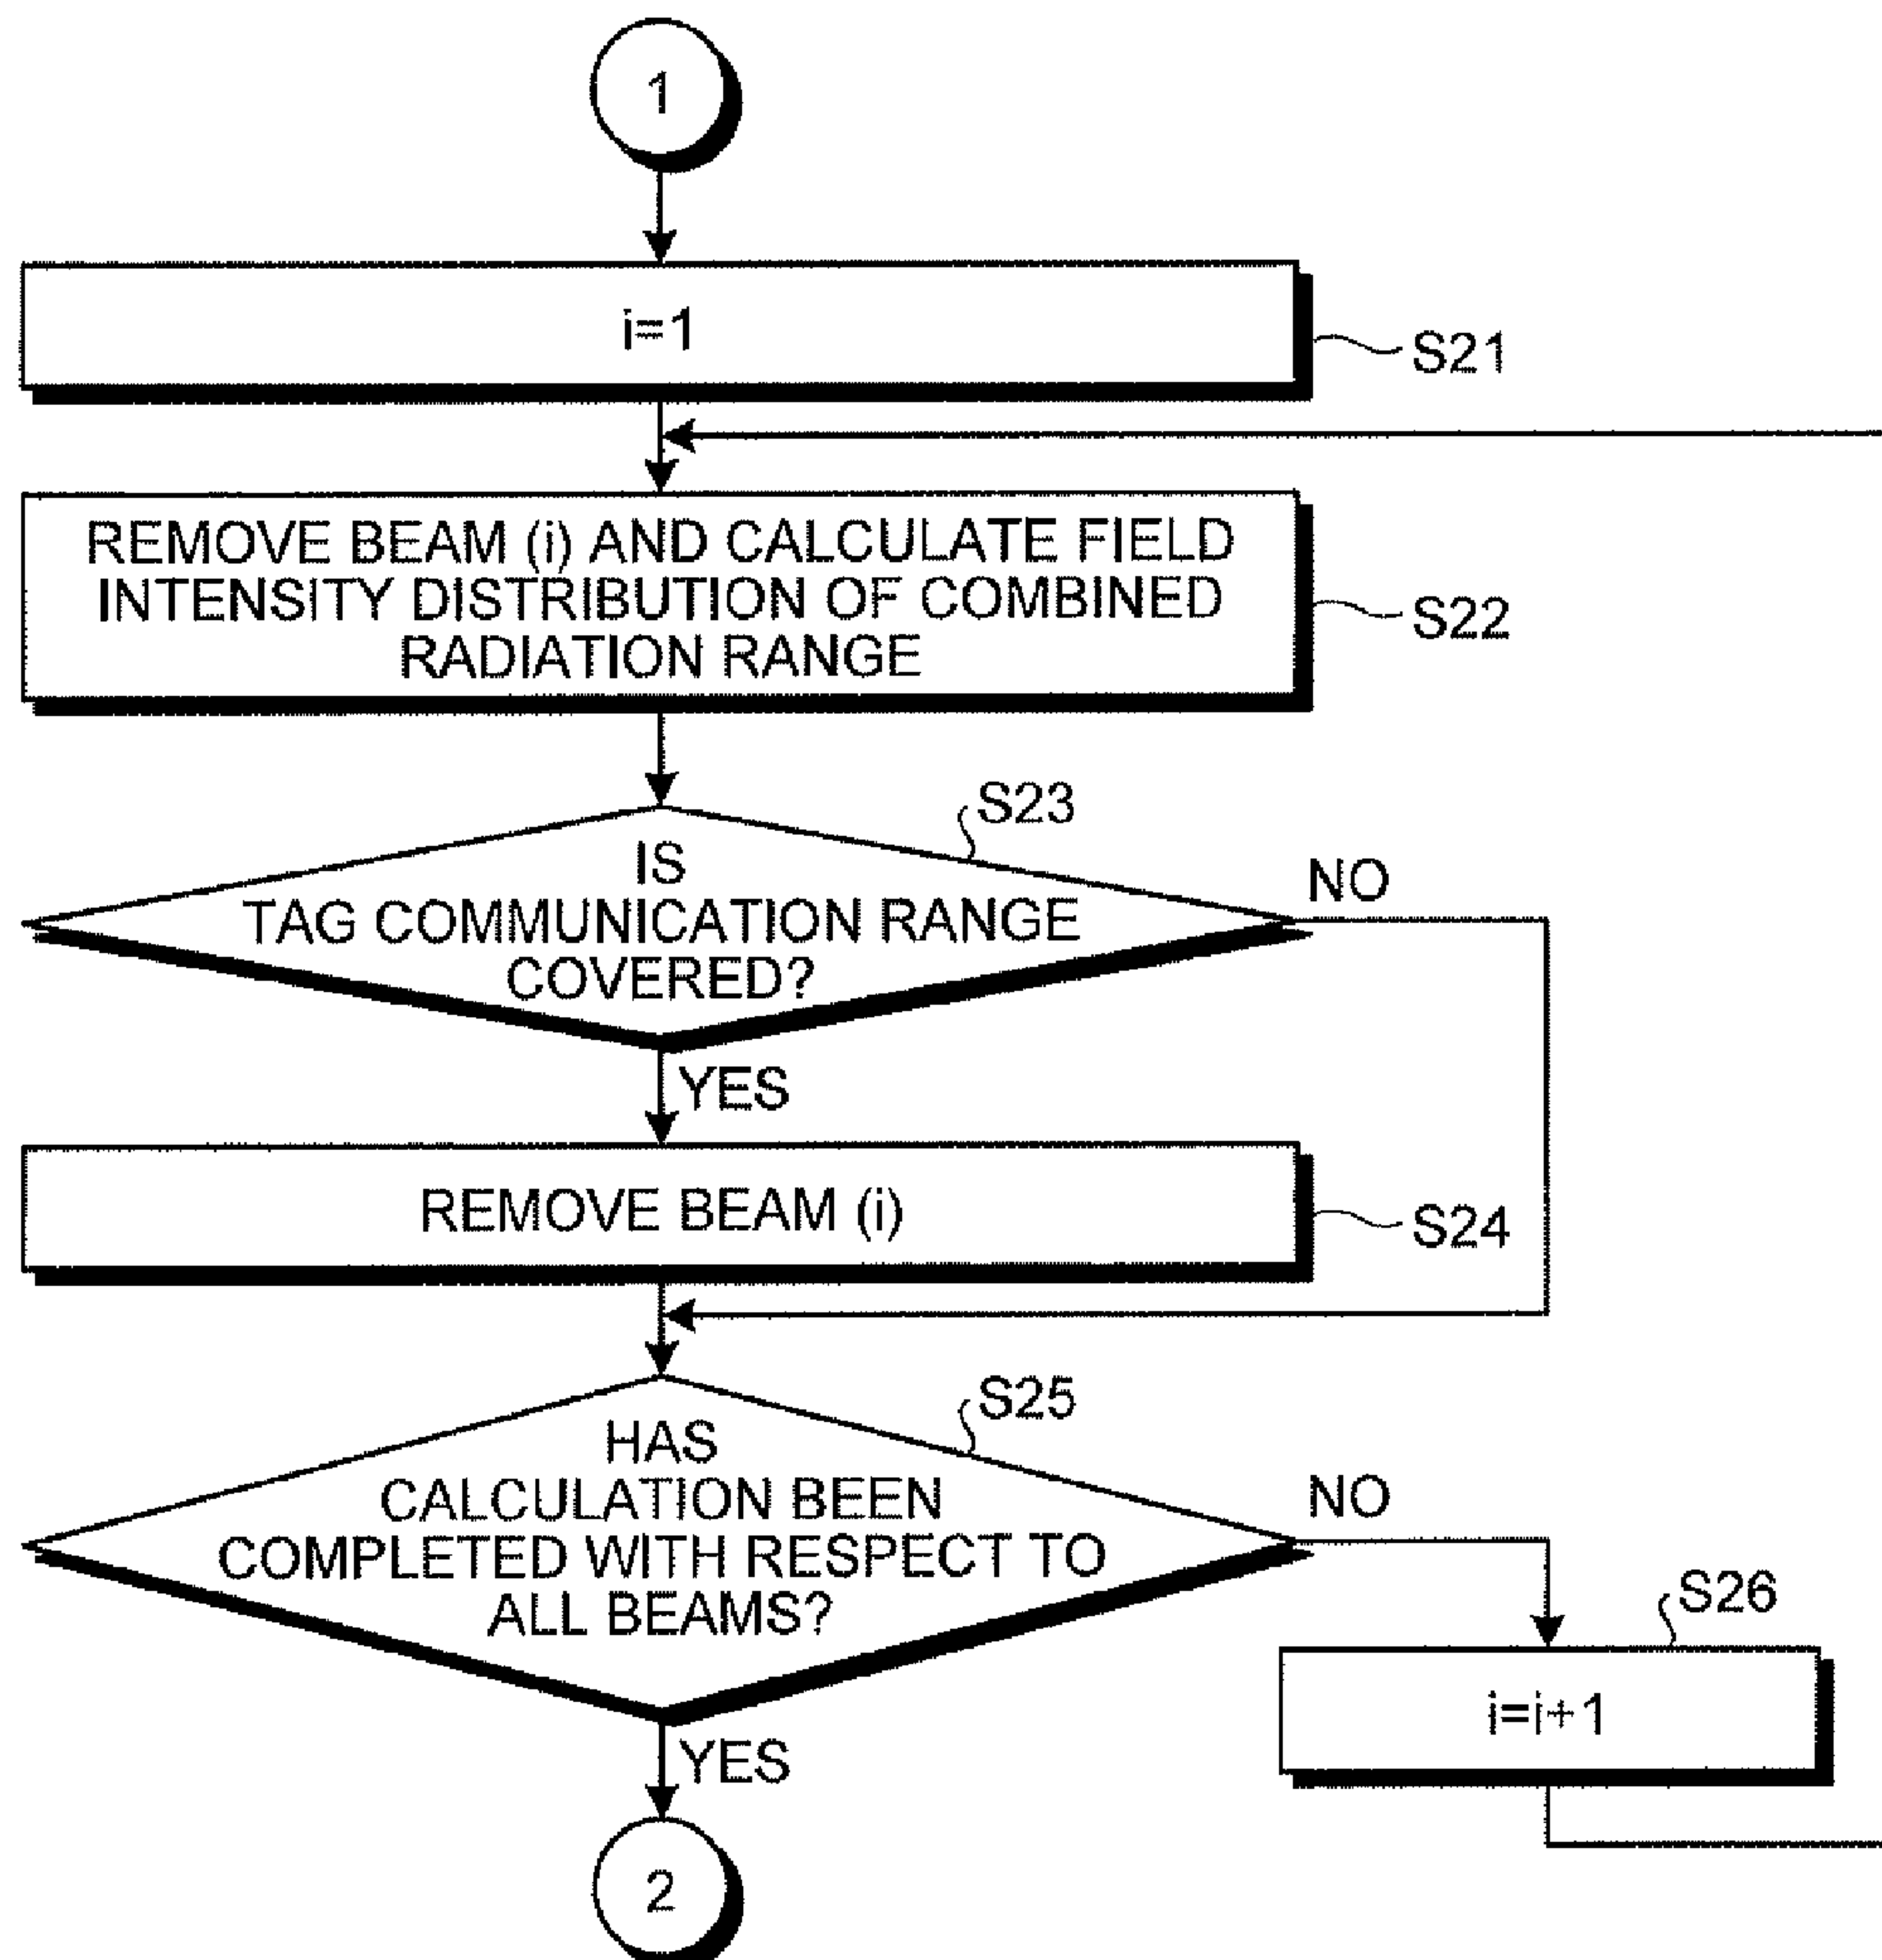 1
i=1
S21
REMOVE BEAM (i) AND CALCULATE FIELD
INTENSITY DISTRIBUTION OF COMBINED
RADIATION RANGE
S22
S23
IS
TAG COMMUNICATION RANGE
COVERED?
NO
YES
REMOVE BEAM (i)
S24
S25
HAS
CALCULATION BEEN
COMPLETED WITH RESPECT TO
ALL BEAMS?
NO
S26
i=i+1
YES
2